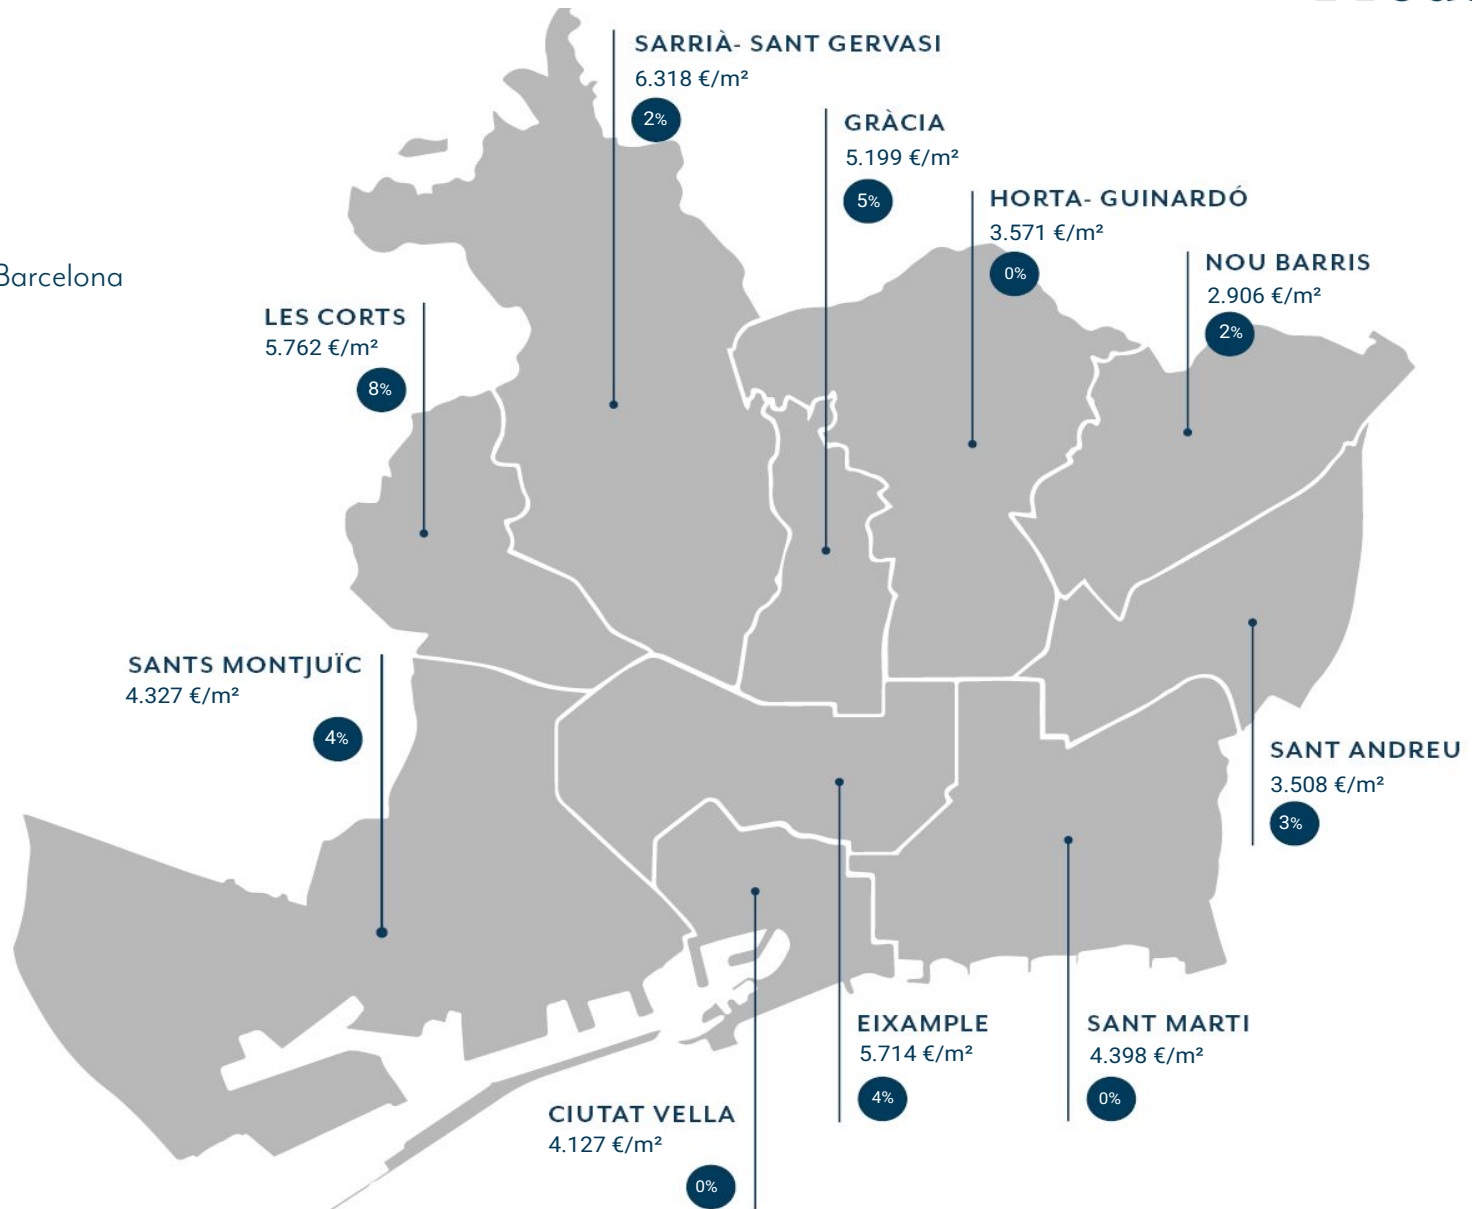 SARRIÀ- SANT GERVASI
6.318 €/m²
2%
GRÀCIA
5.199 €/m²
5%
HORTA- GUINARDÓ
3.571 €/m²
0%
NOU BARRIS
2.906 €/m²
2%
Barcelona
LES CORTS
5.762 €/m²
8%
SANTS MONTJUÏC
4.327 €/m²
4%
SANT ANDREU
3.508 €/m²
3%
EIXAMPLE
5.714 €/m²
4%
SANT MARTI
4.398 €/m²
0%
CIUTAT VELLA
4.127 €/m²
0%